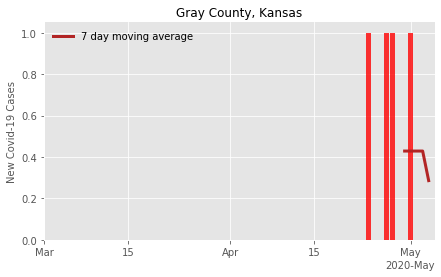 Gray County, Kansas
7 day moving average
New Covid-19 Cases
1.0
0.8
0.6
0.4
0.2
0.0
Mar 15 Apr 15 May
2020-May